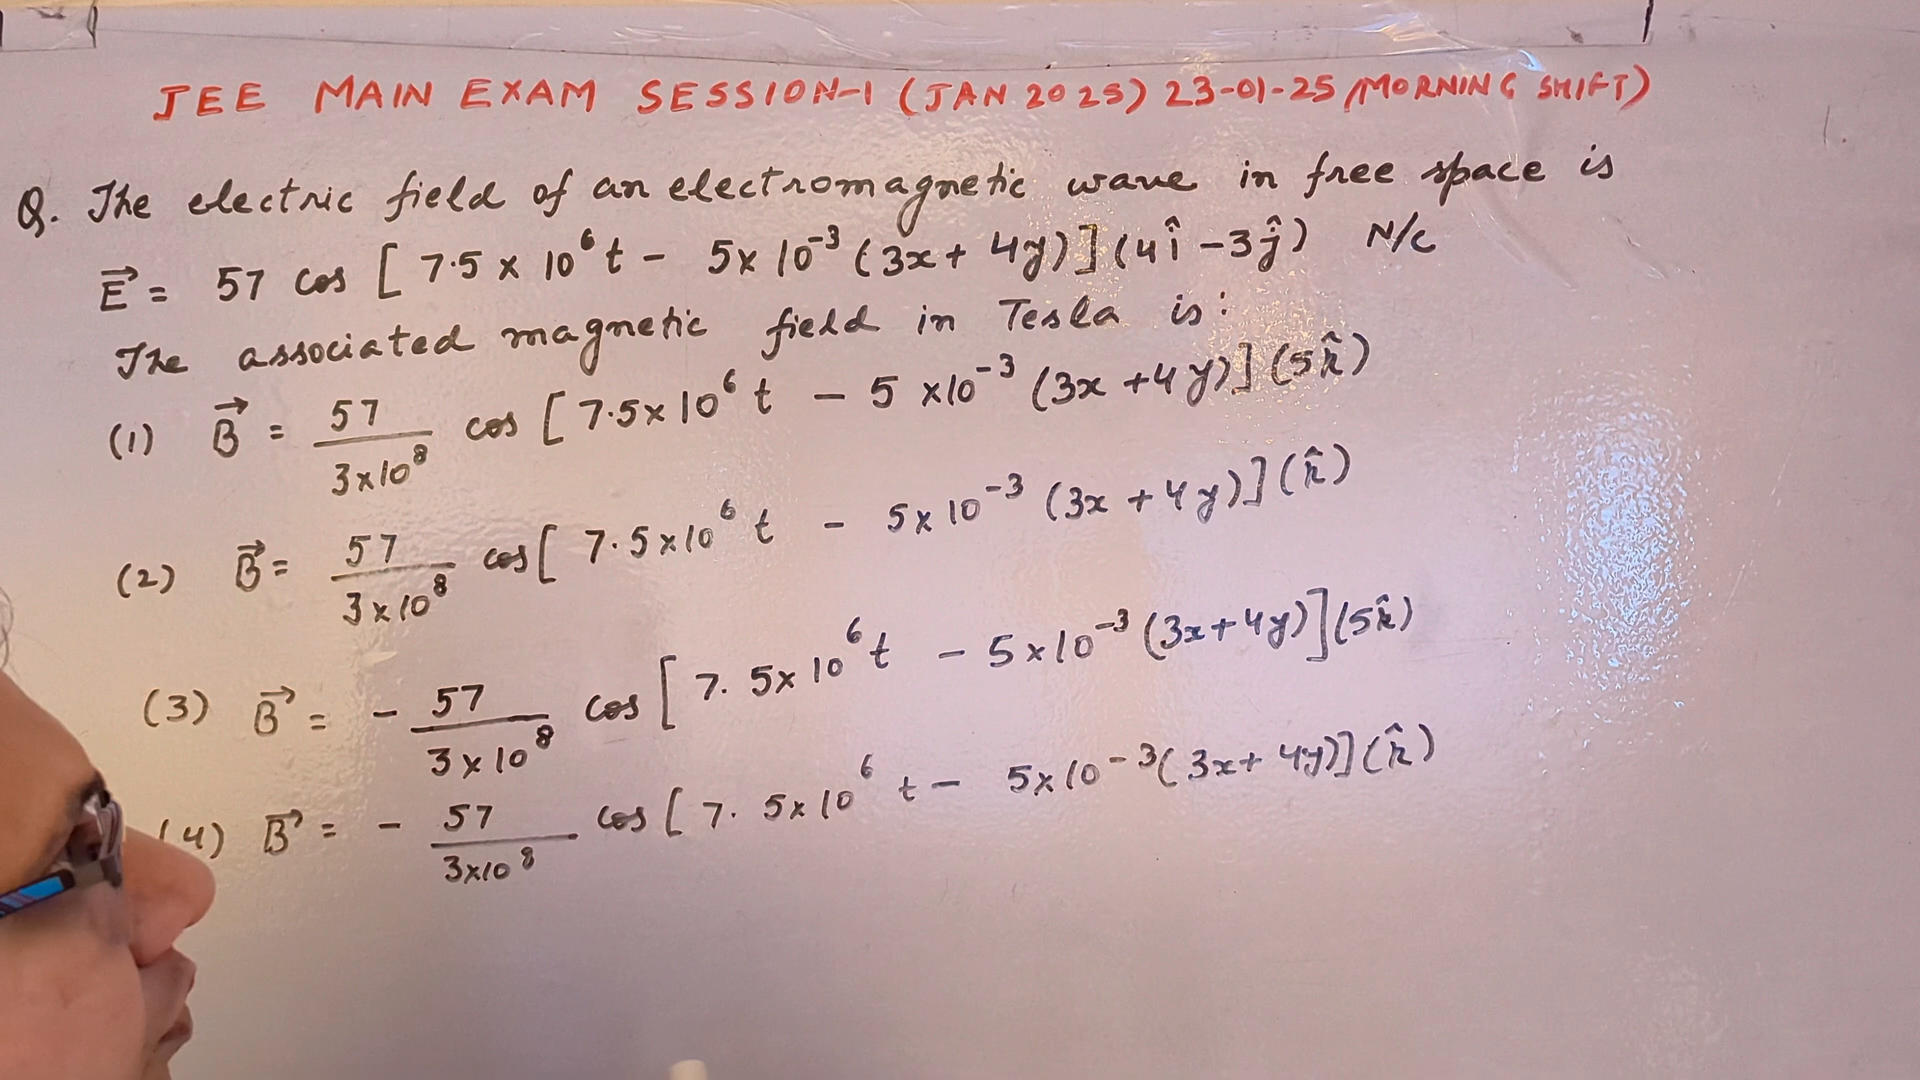 JEE MAIN EXAM SESSION-1 (JAN 2025) 23-01-25 (MORNING SHIFT)
Q. The electric field of an electromagnetic wave in free space is
E⃗ = 57 cos [7.5 × 10⁶ t - 5 × 10⁻³ (3x + 4y)] (4î - 3ĵ) N/C
The associated magnetic field in Tesla is:
(1) B⃗ = 57/(3×10⁸) cos [7.5×10⁶ t - 5 ×10⁻³ (3x + 4y)] (5k̂)
(2) B⃗ = 57/(3×10⁸) cos [7.5×10⁶ t - 5×10⁻³ (3x + 4y)] (k̂)
(3) B⃗ = - 57/(3×10⁸) cos [7.5×10⁶ t - 5×10⁻³ (3x + 4y)] (5k̂)
(4) B⃗ = - 57/(3×10⁸) cos [7.5×10⁶ t - 5×10⁻³ (3x + 4y)] (k̂)